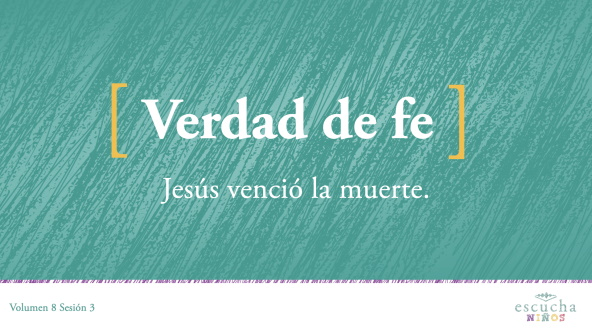 [ Verdad de fe ]
Jesús venció la muerte.
Volumen 8 Sesión 3
escucha
NIÑOS